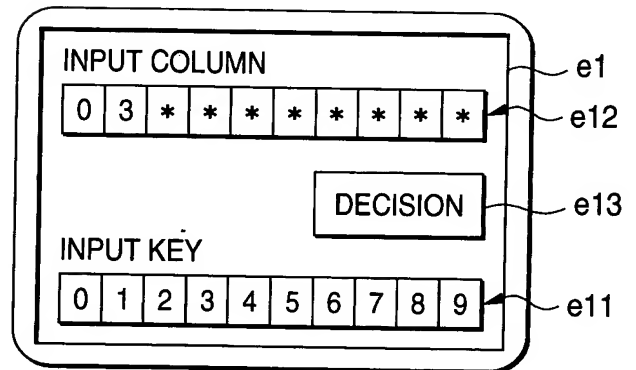 INPUT COLUMN
e1
0 3 * * * * * * * *
e12
DECISION
e13
INPUT KEY
0 1 2 3 4 5 6 7 8 9
e11